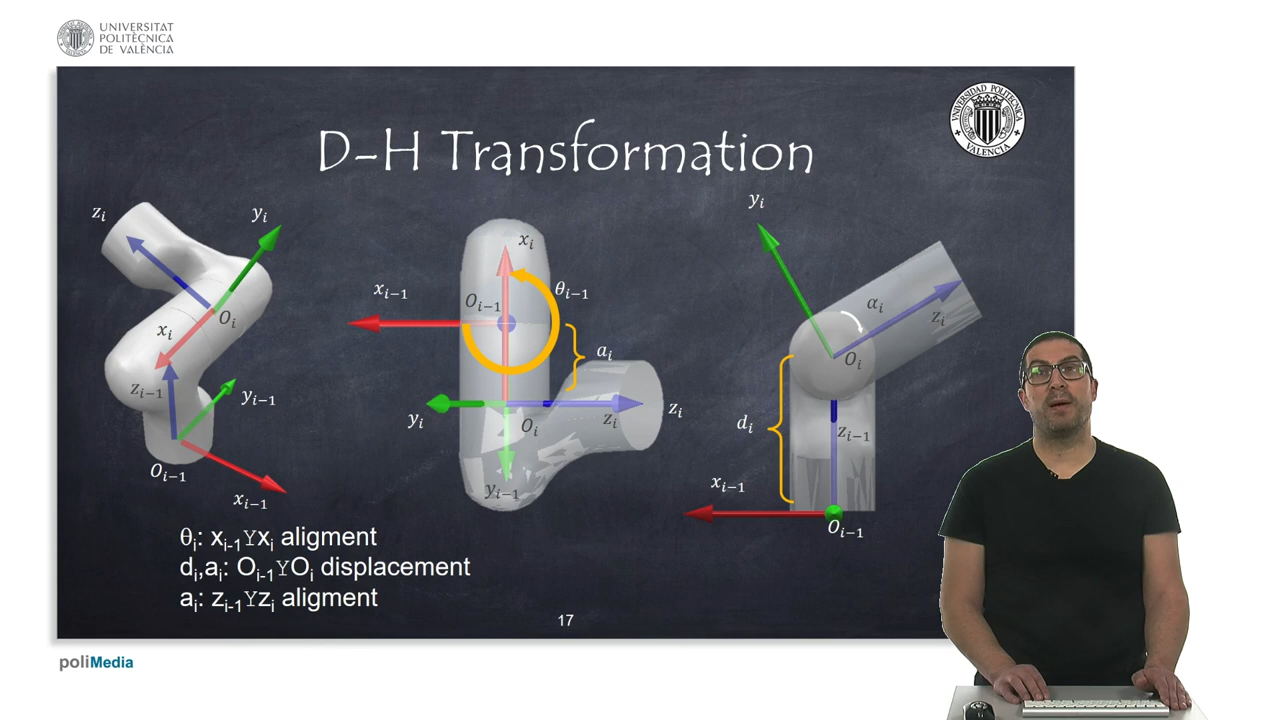 UNIVERSITAT
POLITÈCNICA
DE VALÈNCIA
UNIVERSIDAD POLITECNICA
VALENCIA
D-H Transformation
zᵢ
yᵢ
xᵢ
Oᵢ
zᵢ₋₁
yᵢ₋₁
Oᵢ₋₁
xᵢ₋₁
xᵢ
xᵢ₋₁
Oᵢ₋₁
θᵢ₋₁
aᵢ
yᵢ
Oᵢ
zᵢ
zᵢ
yᵢ₋₁
yᵢ
αᵢ
zᵢ
Oᵢ
dᵢ
zᵢ₋₁
xᵢ₋₁
Oᵢ₋₁
θᵢ: xᵢ₋₁Yxᵢ aligment
dᵢ,aᵢ: Oᵢ₋₁YOᵢ displacement
aᵢ: zᵢ₋₁Yzᵢ aligment
17
poliMedia